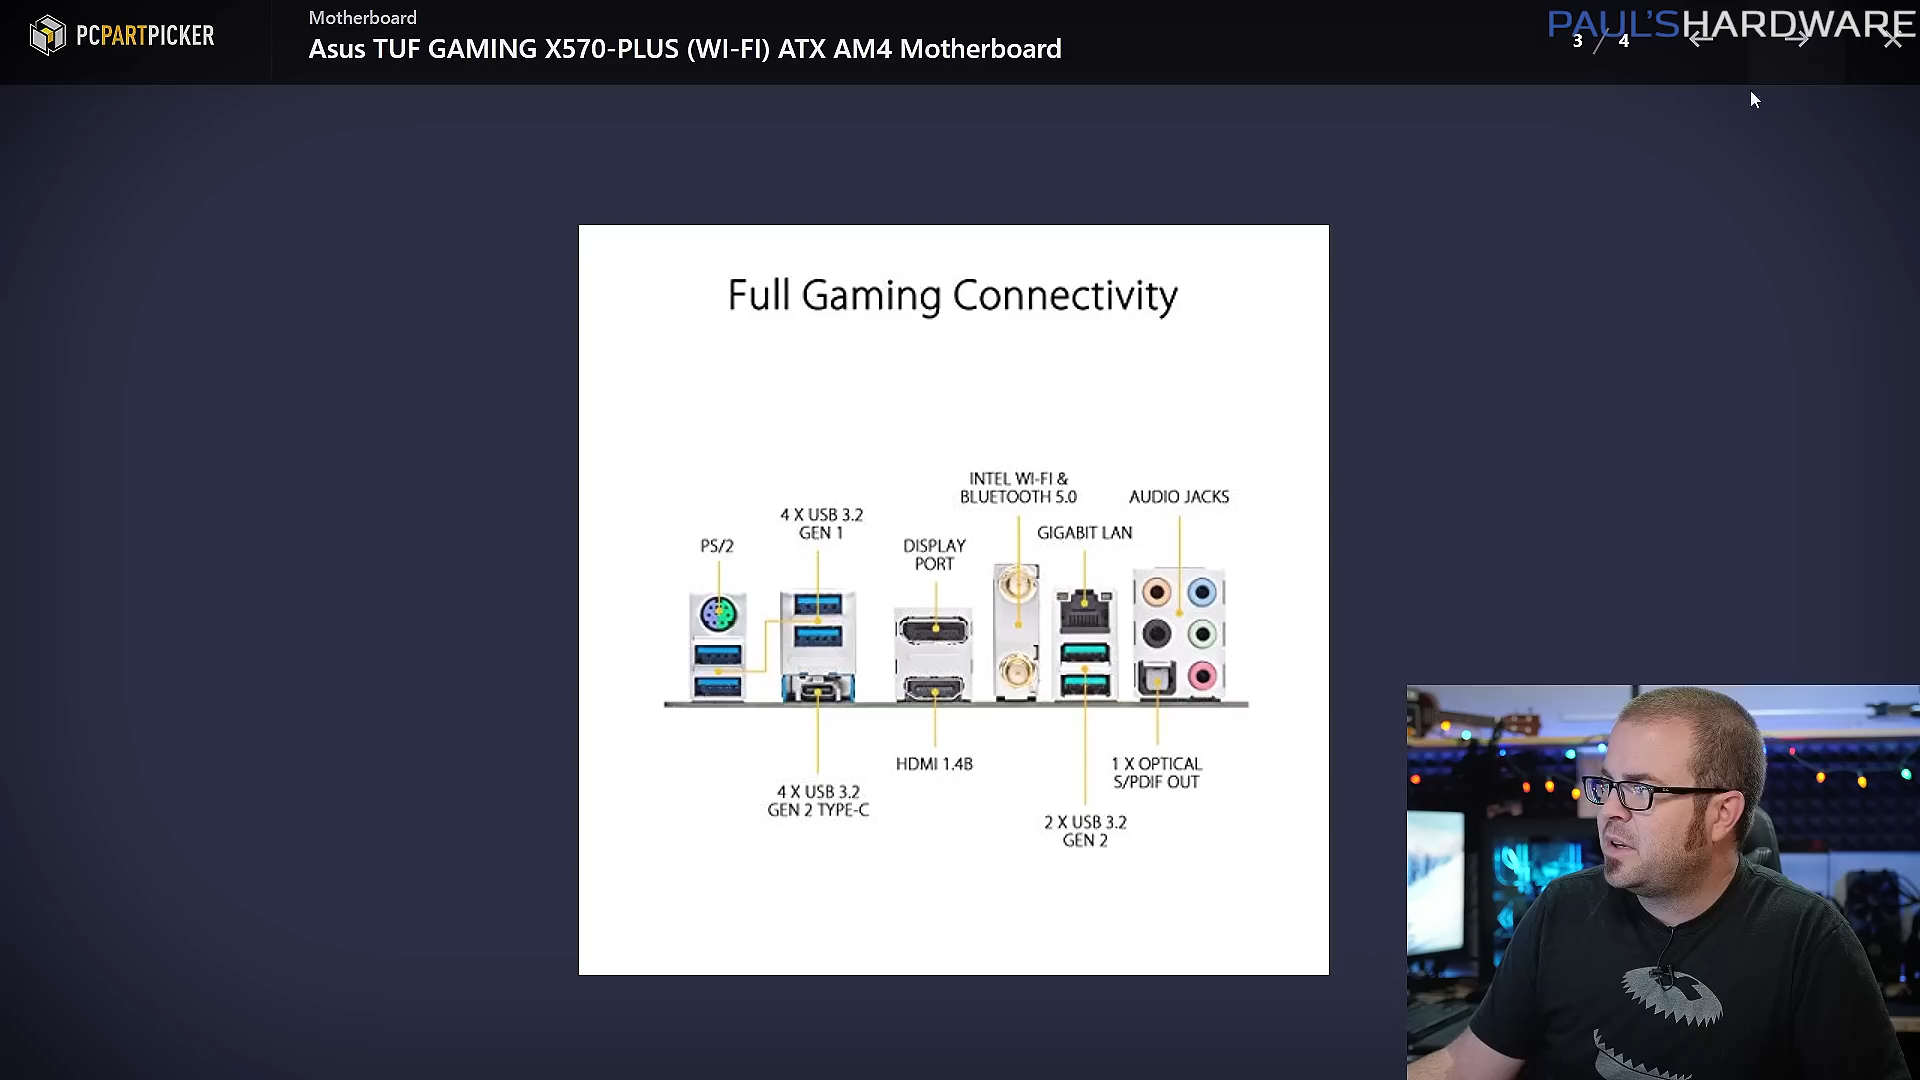 PCPARTPICKER
Motherboard
Asus TUF GAMING X570-PLUS (WI-FI) ATX AM4 Motherboard
PAUL'SHARDWARE
3 / 4
Full Gaming Connectivity
INTEL WI-FI &
BLUETOOTH 5.0
AUDIO JACKS
4 X USB 3.2
GEN 1
GIGABIT LAN
PS/2
DISPLAY
PORT
HDMI 1.4B
1 X OPTICAL
S/PDIF OUT
4 X USB 3.2
GEN 2 TYPE-C
2 X USB 3.2
GEN 2